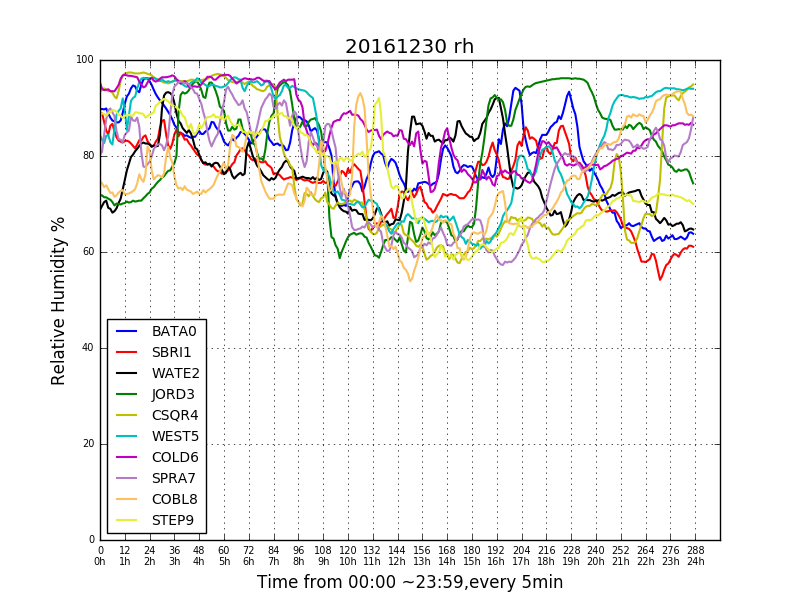 20161230 rh
Relative Humidity %
100
80
60
40
20
0
BATA0
SBRI1
WATE2
JORD3
CSQR4
WEST5
COLD6
SPRA7
COBL8
STEP9
0 12 24 36 48 60 72 84 96 108 120 132 144 156 168 180 192 204 216 228 240 252 264 276 288
0h 1h 2h 3h 4h 5h 6h 7h 8h 9h 10h 11h 12h 13h 14h 15h 16h 17h 18h 19h 20h 21h 22h 23h 24h
Time from 00:00 ~23:59,every 5min